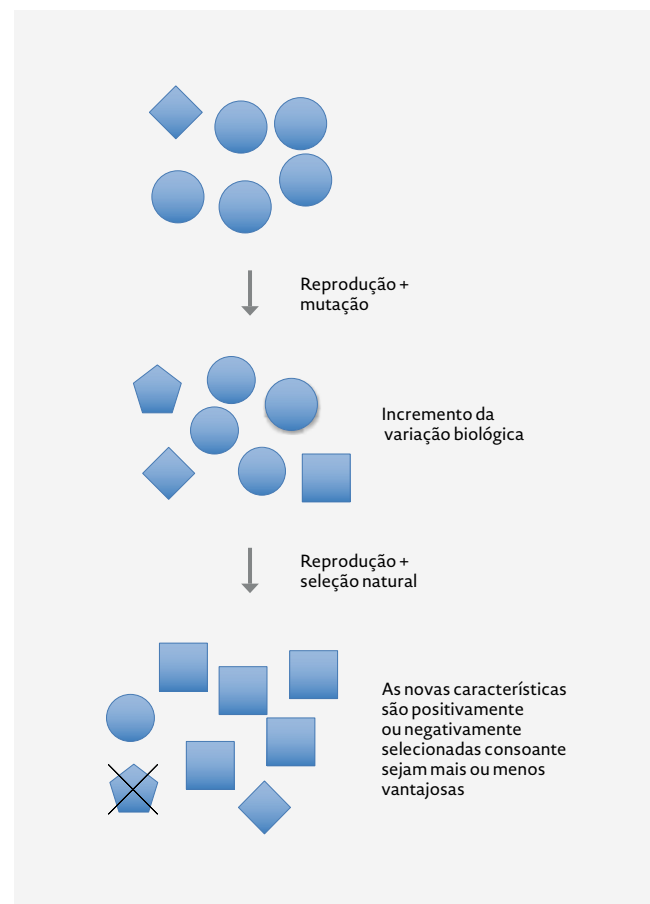 Reprodução +
mutação
Incremento da
variação biológica
Reprodução +
seleção natural
As novas características
são positivamente
ou negativamente
selecionadas consoante
sejam mais ou menos
vantajosas